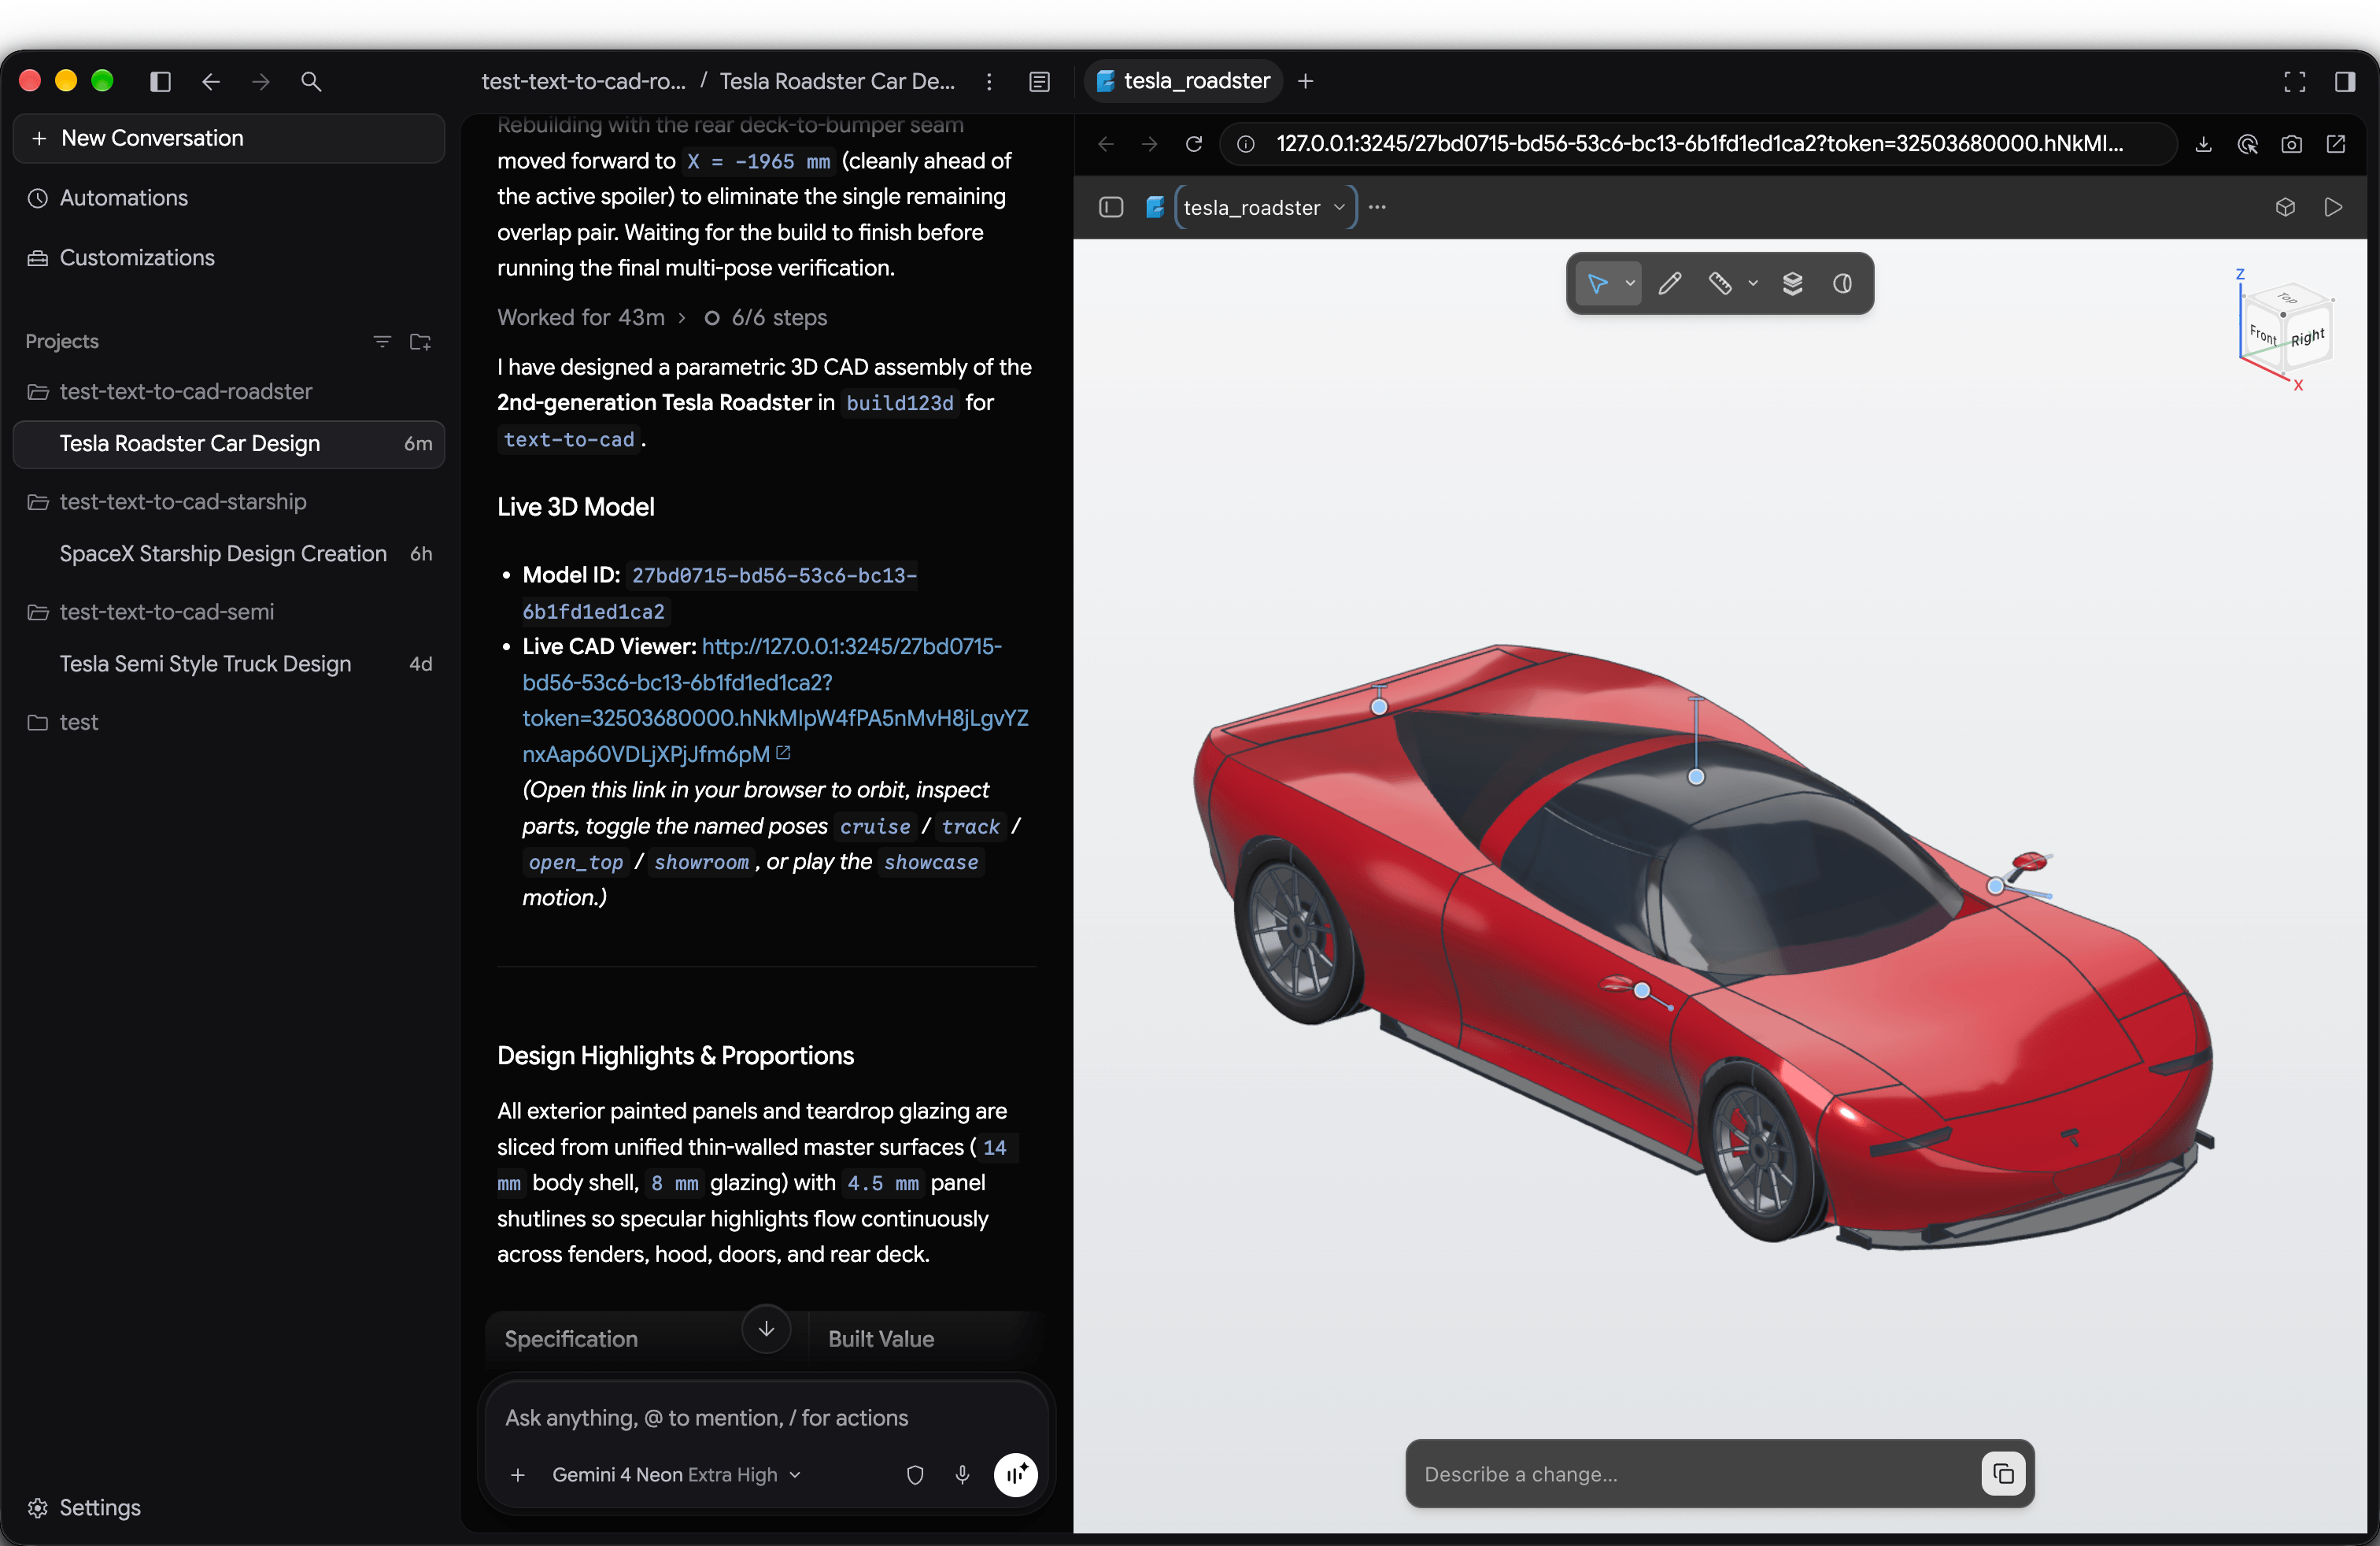 test-text-to-cad-ro... / Tesla Roadster Car De...
tesla_roadster
New Conversation
Automations
Customizations
Projects
test-text-to-cad-roadster
Tesla Roadster Car Design 6m
test-text-to-cad-starship
SpaceX Starship Design Creation 6h
test-text-to-cad-semi
Tesla Semi Style Truck Design 4d
test
Settings
Rebuilding with the rear deck-to-bumper seam
moved forward to X = -1965 mm (cleanly ahead of
the active spoiler) to eliminate the single remaining
overlap pair. Waiting for the build to finish before
running the final multi-pose verification.
Worked for 43m > 6/6 steps
I have designed a parametric 3D CAD assembly of the
2nd-generation Tesla Roadster in build123d for
text-to-cad.
Live 3D Model
• Model ID: 27bd0715-bd56-53c6-bc13-
6b1fd1ed1ca2
• Live CAD Viewer: http://127.0.0.1:3245/27bd0715-
bd56-53c6-bc13-6b1fd1ed1ca2?
token=32503680000.hNkMIpW4fPA5nMvH8jLgvYZ
nxAap60VDLjXPjJfm6pM
(Open this link in your browser to orbit, inspect
parts, toggle the named poses cruise / track /
open_top / showroom, or play the showcase
motion.)
Design Highlights & Proportions
All exterior painted panels and teardrop glazing are
sliced from unified thin-walled master surfaces ( 14
mm body shell, 8 mm glazing) with 4.5 mm panel
shutlines so specular highlights flow continuously
across fenders, hood, doors, and rear deck.
Specification Built Value
Ask anything, @ to mention, / for actions
Gemini 4 Neon Extra High
127.0.0.1:3245/27bd0715-bd56-53c6-bc13-6b1fd1ed1ca2?token=32503680000.hNkMI...
tesla_roadster
Z
Top
Front
Right
X
Describe a change...